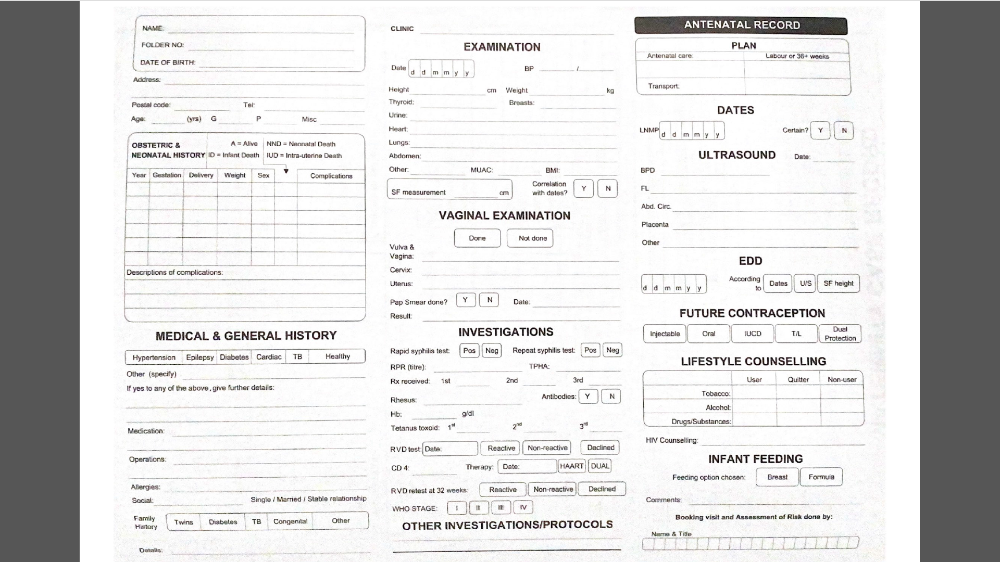 NAME:
FOLDER NO:
DATE OF BIRTH:
Address:
Postal code: Tel:
Age: (yrs) G P Misc
OBSTETRIC & NEONATAL HISTORY
A = Alive NND = Neonatal Death
ID = Infant Death IUD = Intra-uterine Death
Year Gestation Delivery Weight Sex Complications
Descriptions of complications:
MEDICAL & GENERAL HISTORY
Hypertension Epilepsy Diabetes Cardiac TB Healthy
Other (specify)
If yes to any of the above, give further details:
Medication:
Operations:
Allergies:
Social: Single / Married / Stable relationship
Family History Twins Diabetes TB Congenital Other
Details:
CLINIC
EXAMINATION
Date d d m m y y BP /
Height cm Weight kg
Thyroid: Breasts:
Urine:
Heart:
Lungs:
Abdomen:
Other: MUAC: BMI:
SF measurement cm Correlation with dates? Y N
VAGINAL EXAMINATION
Done Not done
Vulva &
Vagina:
Cervix:
Uterus:
Pap Smear done? Y N Date:
Result:
INVESTIGATIONS
Rapid syphilis test: Pos Neg Repeat syphilis test: Pos Neg
RPR (titre): TPHA:
Rx received: 1st 2nd 3rd
Rhesus: Antibodies: Y N
Hb: g/dl
Tetanus toxoid: 1st 2nd 3rd
RVD test: Date: Reactive Non-reactive Declined
CD 4: Therapy: Date: HAART DUAL
RVD retest at 32 weeks: Reactive Non-reactive Declined
WHO STAGE: I II III IV
OTHER INVESTIGATIONS/PROTOCOLS
ANTENATAL RECORD
PLAN
Antenatal care: Labour or 36+ weeks
Transport:
DATES
LNMP d d m m y y Certain? Y N
ULTRASOUND Date:
BPD
FL
Abd. Circ.
Placenta
Other
EDD
d d m m y y According to Dates U/S SF height
FUTURE CONTRACEPTION
Injectable Oral IUCD T/L Dual Protection
LIFESTYLE COUNSELLING
User Quitter Non-user
Tobacco:
Alcohol:
Drugs/Substances:
HIV Counselling:
INFANT FEEDING
Feeding option chosen: Breast Formula
Comments:
Booking visit and Assessment of Risk done by:
Name & Title